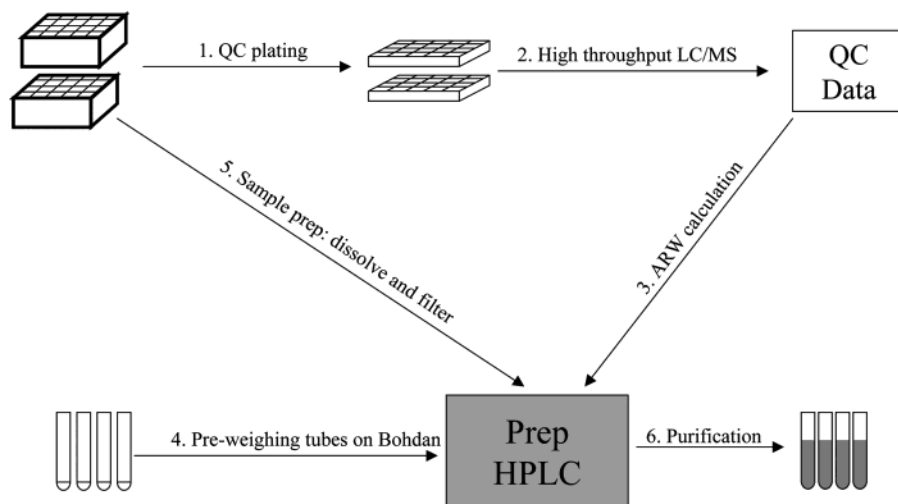 1. QC plating
2. High throughput LC/MS
QC
Data
5. Sample prep: dissolve and filter
3. ARW calculation
4. Pre-weighing tubes on Bohdan
Prep
HPLC
6. Purification